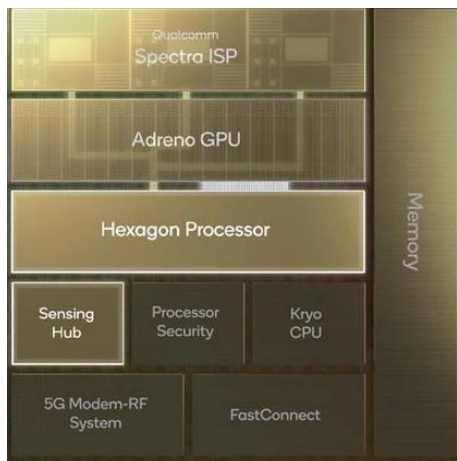 Qualcomm
Spectra ISP
Adreno GPU
Hexagon Processor
Memory
Sensing
Hub
Processor
Security
Kryo
CPU
5G Modem-RF
System
FastConnect